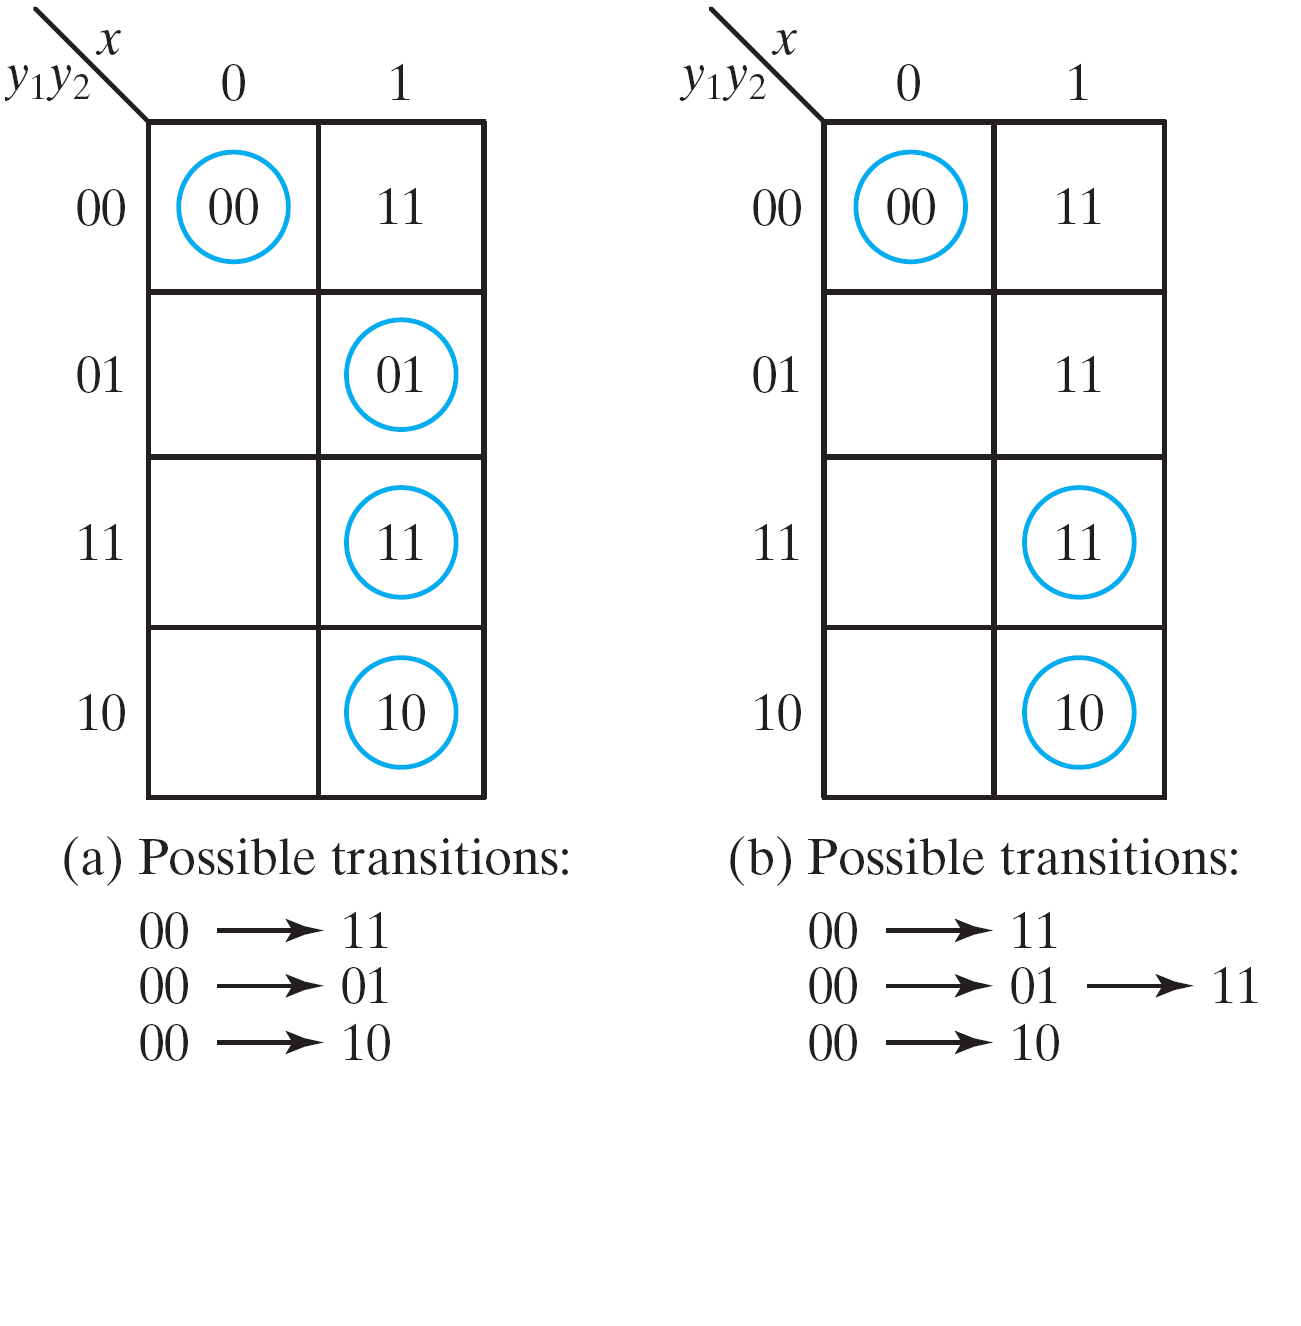 x x
y₁y₂ 0 1 y₁y₂ 0 1
00 00 11 00 00 11
01 01 01 11
11 11 11 11
10 10 10 10
(a) Possible transitions: (b) Possible transitions:
00 → 11 00 → 11
00 → 01 00 → 01 → 11
00 → 10 00 → 10